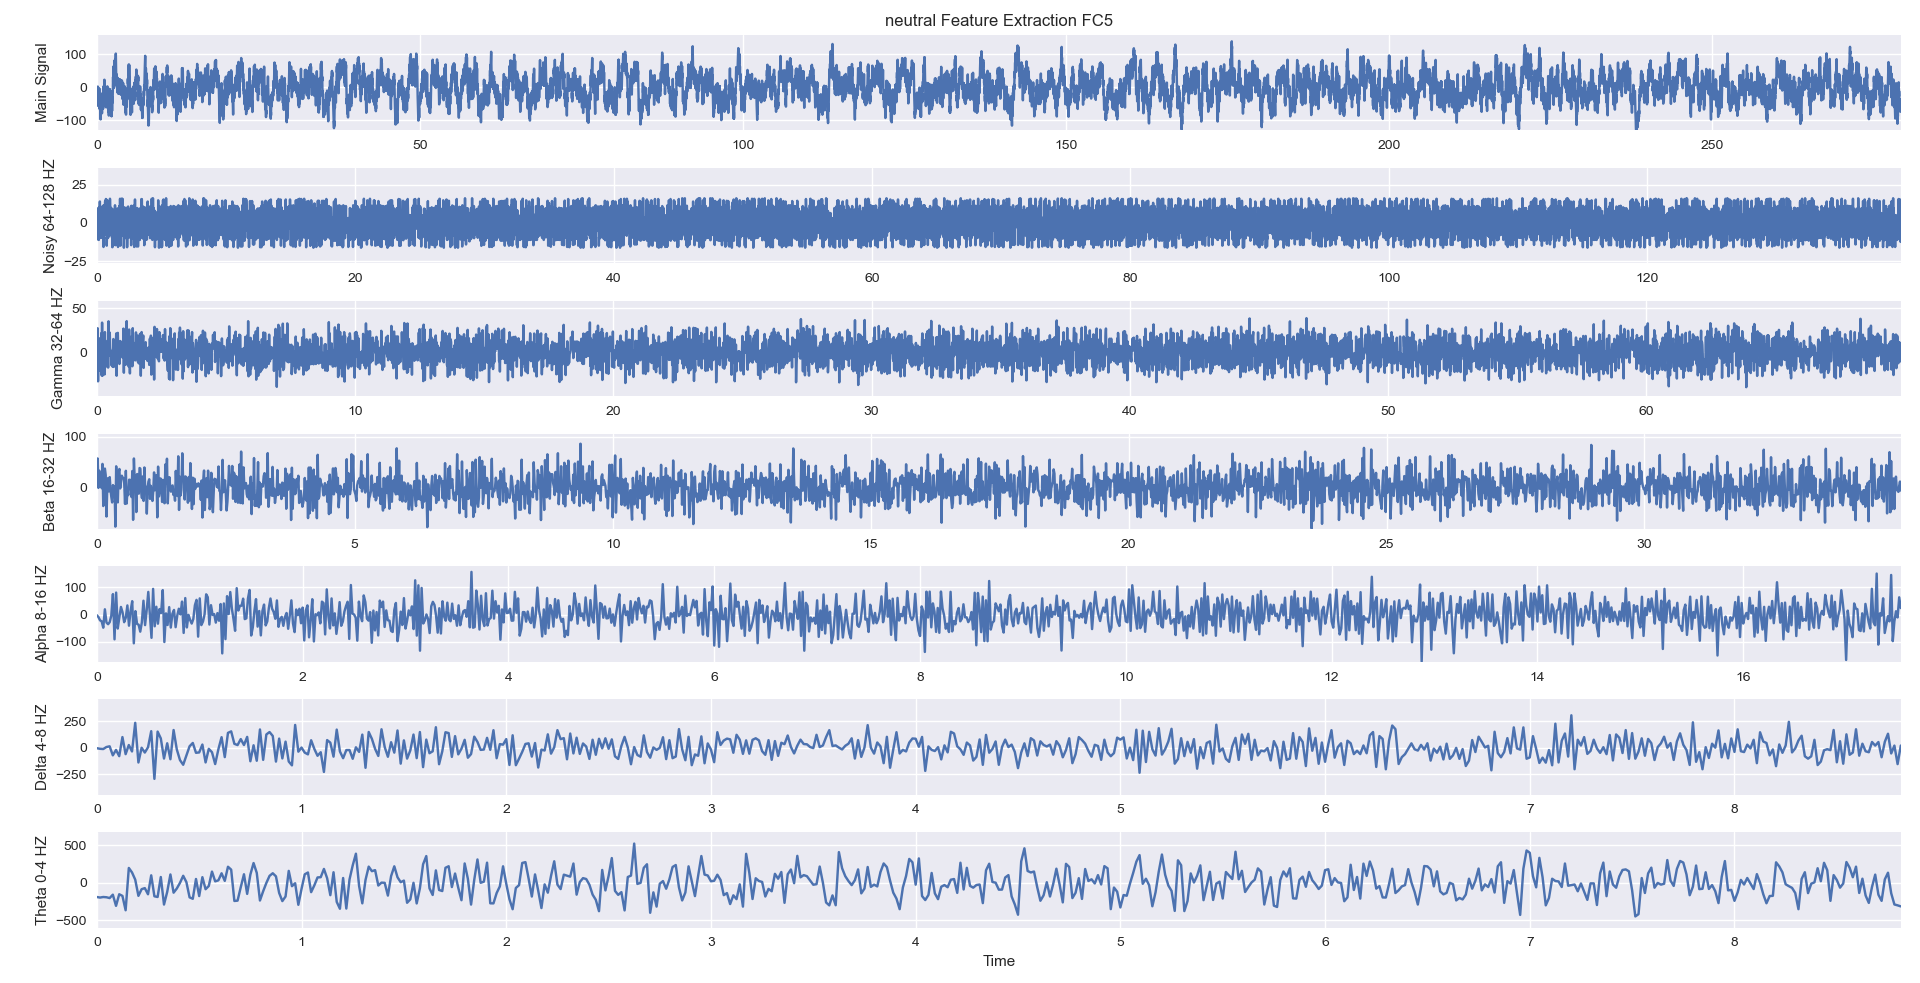 neutral Feature Extraction FC5
Main Signal
100
0
−100
0 50 100 150 200 250
Noisy 64-128 HZ
25
0
−25
0 20 40 60 80 100 120
Gamma 32-64 HZ
50
0
0 10 20 30 40 50 60
Beta 16-32 HZ
100
0
0 5 10 15 20 25 30
Alpha 8-16 HZ
100
0
−100
0 2 4 6 8 10 12 14 16
Delta 4-8 HZ
250
0
−250
0 1 2 3 4 5 6 7 8
Theta 0-4 HZ
500
0
−500
0 1 2 3 4 5 6 7 8
Time